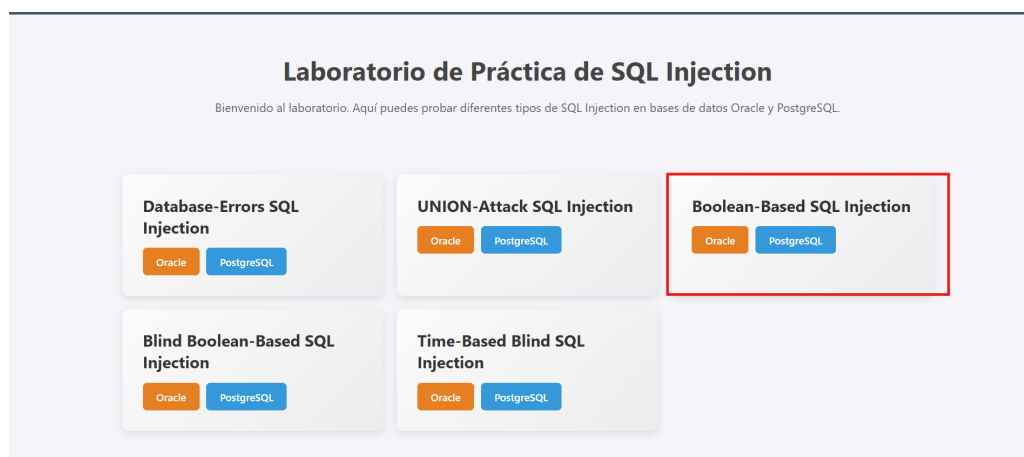 Laboratorio de Práctica de SQL Injection
Bienvenido al laboratorio. Aquí puedes probar diferentes tipos de SQL Injection en bases de datos Oracle y PostgreSQL.
Database-Errors SQL
Injection
Oracle PostgreSQL
UNION-Attack SQL Injection
Oracle PostgreSQL
Boolean-Based SQL Injection
Oracle PostgreSQL
Blind Boolean-Based SQL
Injection
Oracle PostgreSQL
Time-Based Blind SQL
Injection
Oracle PostgreSQL